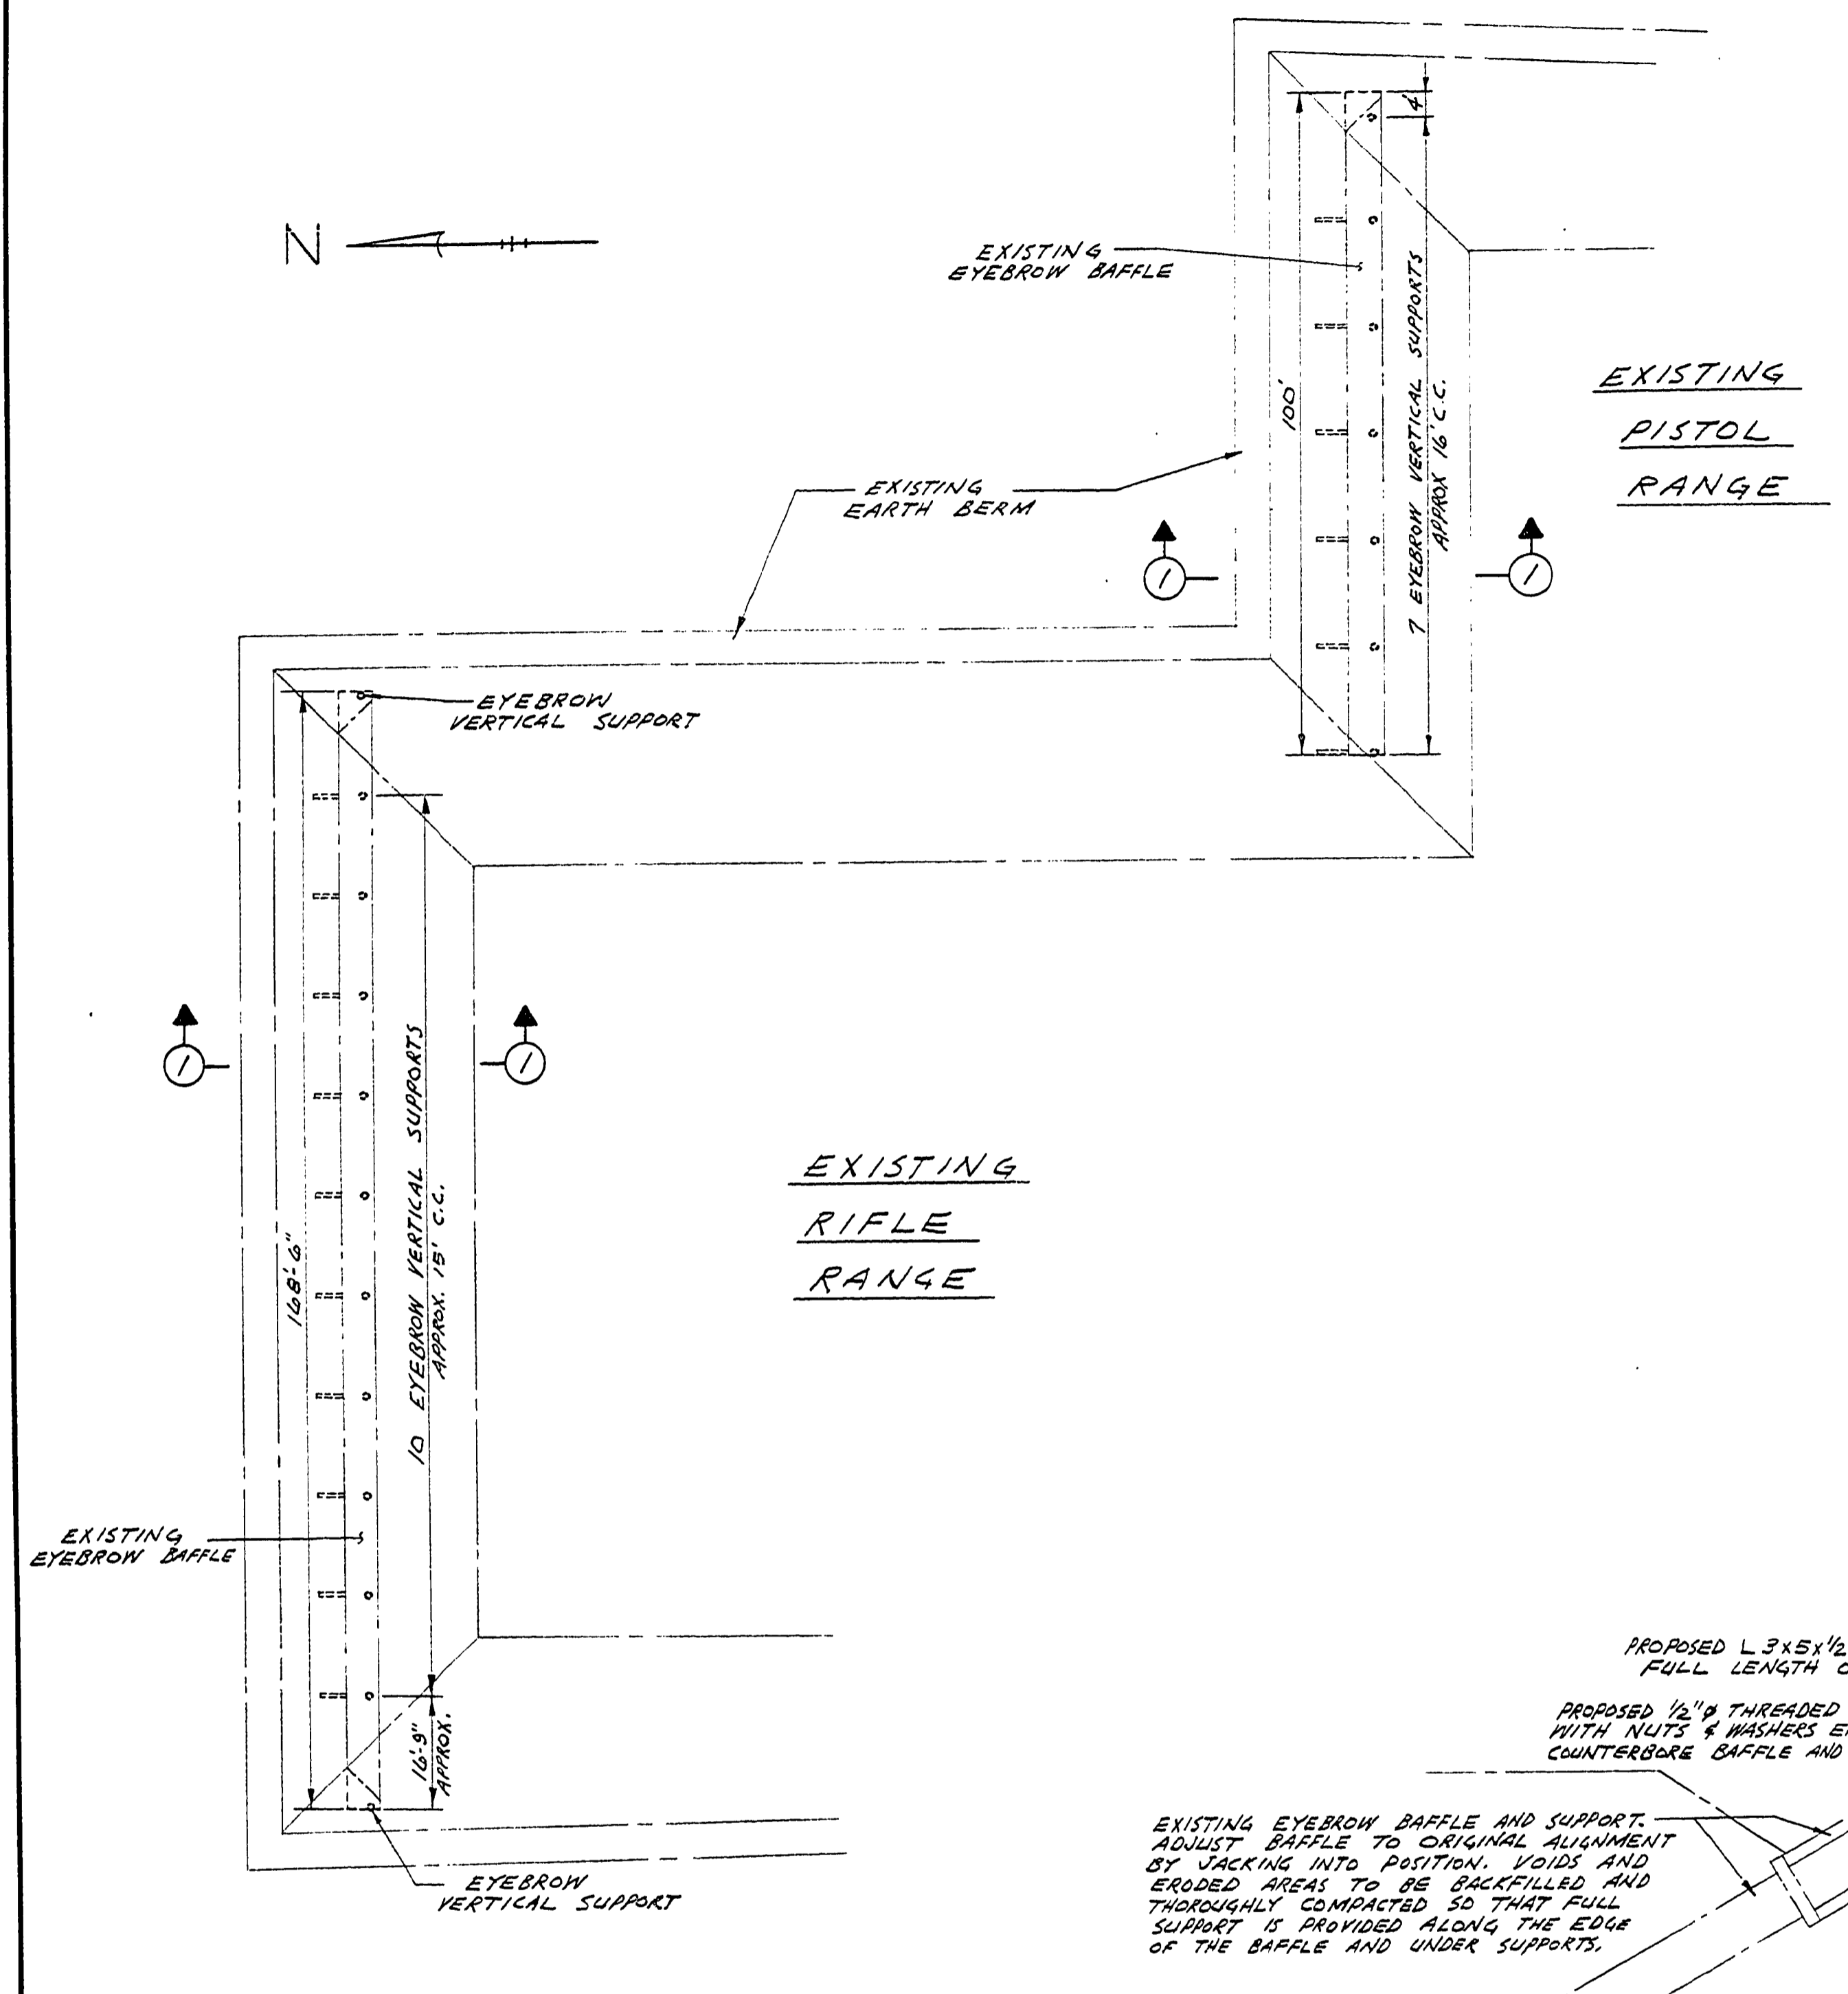 N
EXISTING
EYEBROW BAFFLE
4'
100'
7 EYEBROW VERTICAL SUPPORTS
APPROX 16' C.C.
EXISTING
PISTOL
RANGE
EXISTING
EARTH BERM
1
1
EYEBROW
VERTICAL SUPPORT
1
1
168'-6"
10 EYEBROW VERTICAL SUPPORTS
APPROX. 15' C.C.
EXISTING
RIFLE
RANGE
EXISTING
EYEBROW BAFFLE
16'-9"
APPROX.
EYEBROW
VERTICAL SUPPORT
PROPOSED L 3x5x1/2
FULL LENGTH
PROPOSED 1/2"φ THREADED
WITH NUTS & WASHERS
COUNTERBORE BAFFLE AND
EXISTING EYEBROW BAFFLE AND SUPPORT.
ADJUST BAFFLE TO ORIGINAL ALIGNMENT
BY JACKING INTO POSITION. VOIDS AND
ERODED AREAS TO BE BACKFILLED AND
THOROUGHLY COMPACTED SO THAT FULL
SUPPORT IS PROVIDED ALONG THE EDGE
OF THE BAFFLE AND UNDER SUPPORTS.